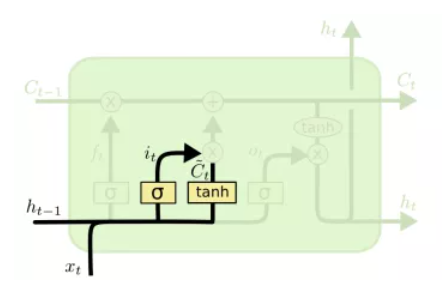 h_t
C_{t-1} C_t
tanh
f_t i_t C̃_t o_t
σ σ tanh σ
h_{t-1} h_t
x_t